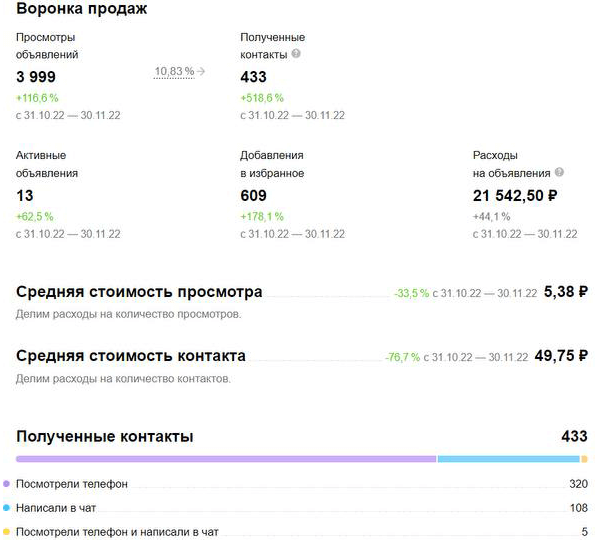 Воронка продаж
Просмотры
объявлений
3 999
+116,6 %
с 31.10.22 — 30.11.22
10,83 % →
Полученные
контакты ?
433
+518,6 %
с 31.10.22 — 30.11.22
Активные
объявления
13
+62,5 %
с 31.10.22 — 30.11.22
Добавления
в избранное
609
+178,1 %
с 31.10.22 — 30.11.22
Расходы
на объявления ?
21 542,50 ₽
+44,1 %
с 31.10.22 — 30.11.22
Средняя стоимость просмотра -33,5 % с 31.10.22 — 30.11.22 5,38 ₽
Делим расходы на количество просмотров.
Средняя стоимость контакта -76,7 % с 31.10.22 — 30.11.22 49,75 ₽
Делим расходы на количество контактов.
Полученные контакты 433
Посмотрели телефон 320
Написали в чат 108
Посмотрели телефон и написали в чат 5